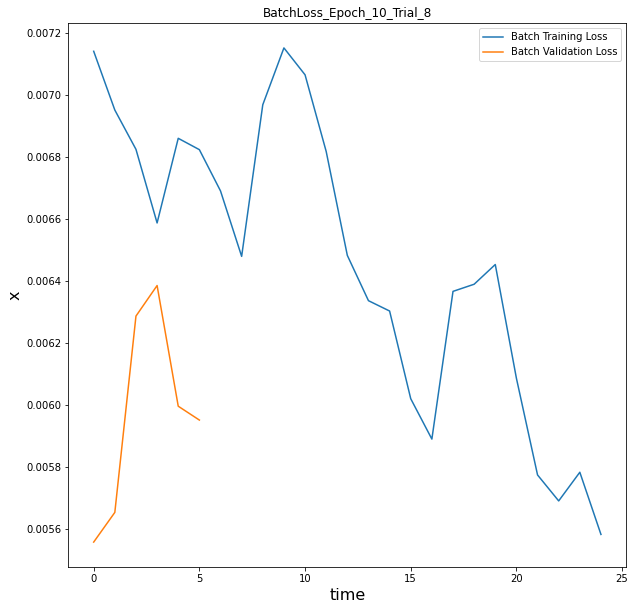 BatchLoss_Epoch_10_Trial_8
Batch Training Loss
Batch Validation Loss
0.0072
0.0070
0.0068
0.0066
0.0064
0.0062
0.0060
0.0058
0.0056
x
0 5 10 15 20 25
time